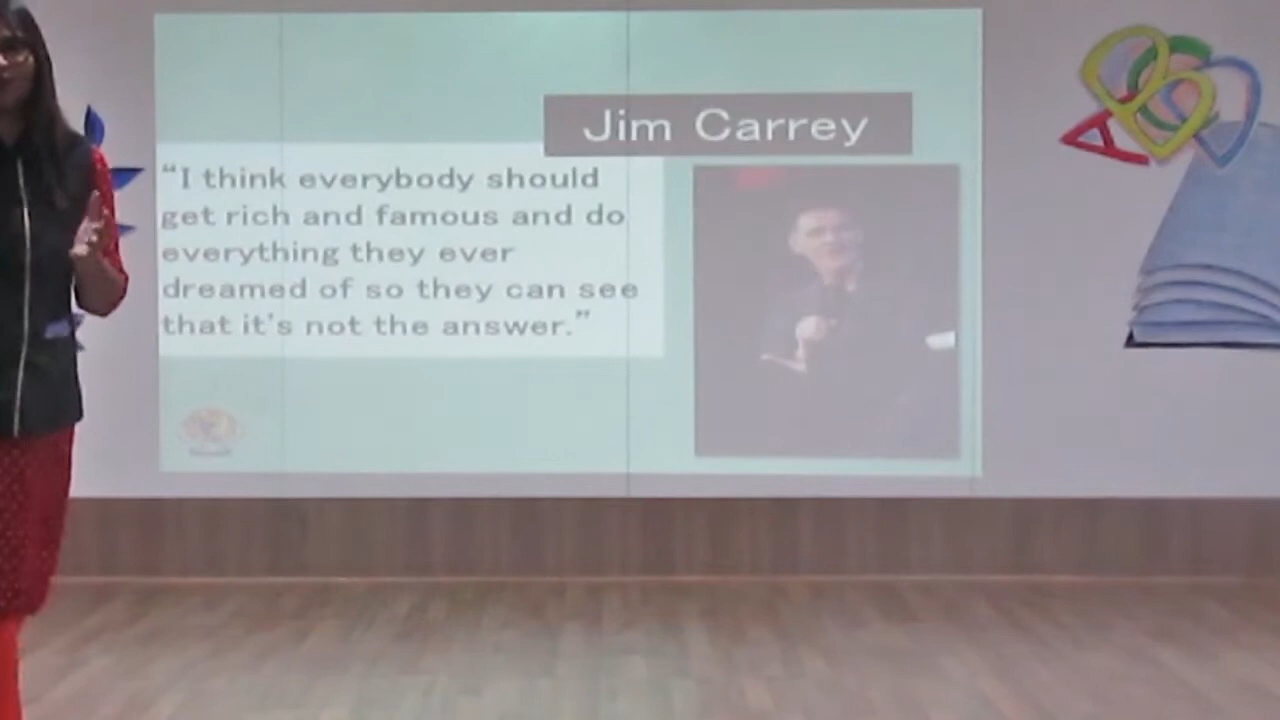 Jim Carrey
“I think everybody should
get rich and famous and do
everything they ever
dreamed of so they can see
that it's not the answer.”
ABCD